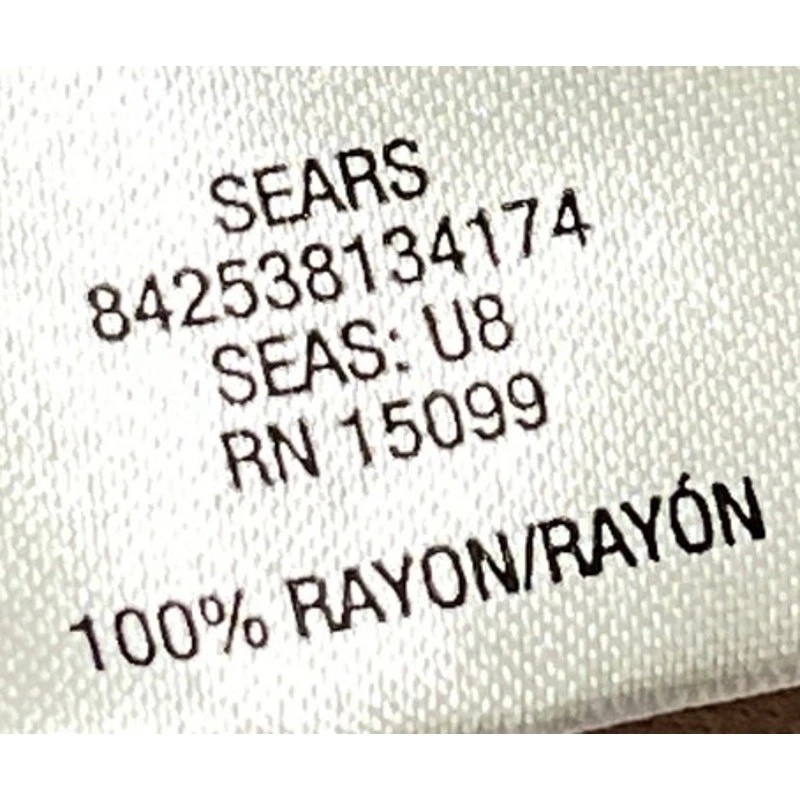 SEARS
842538134174
SEAS: U8
RN 15099
100% RAYON/RAYÓN